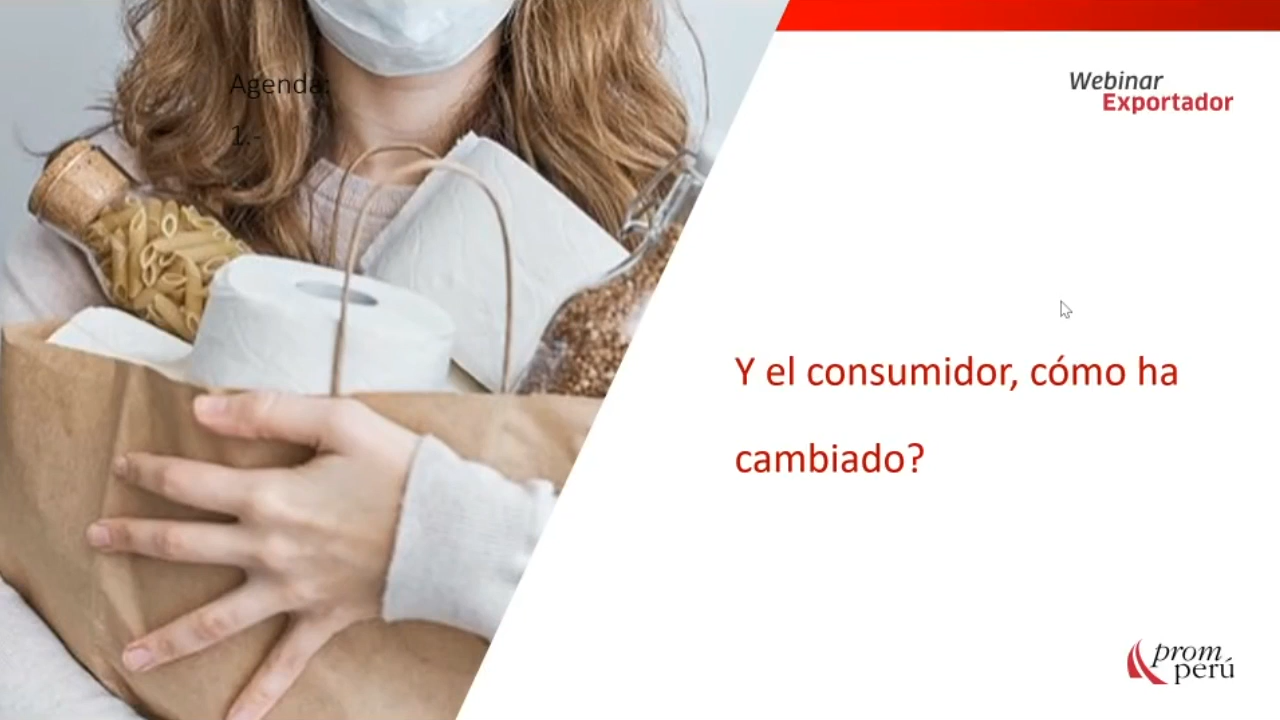 Agenda:
1.-
Webinar
Exportador
Y el consumidor, cómo ha
cambiado?
prom
perú